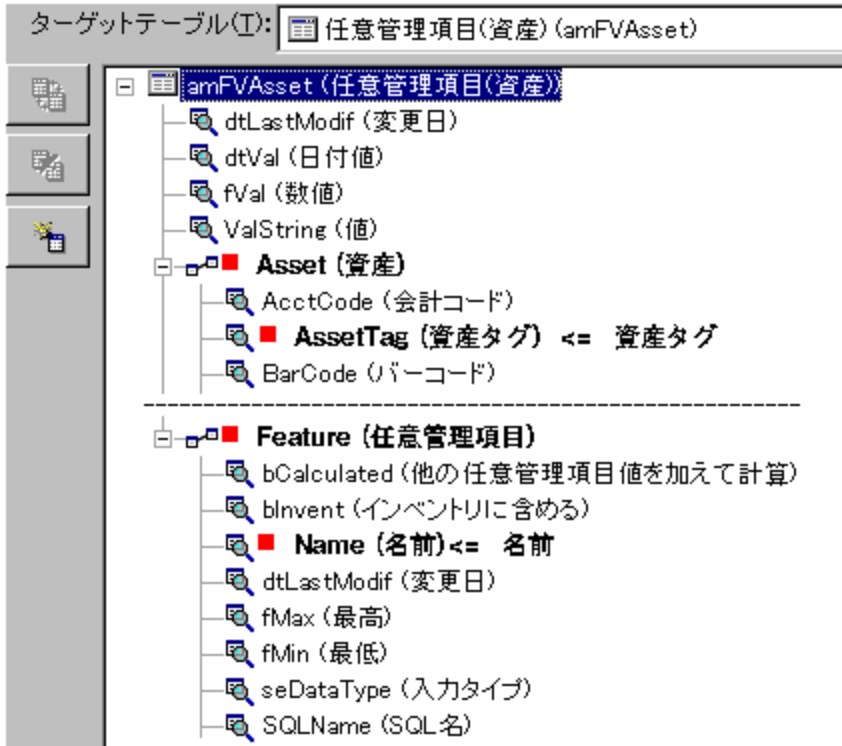 ターゲットテーブル(T): 任意管理項目(資産) (amFVAsset)
amFVAsset (任意管理項目(資産))
dtLastModif (変更日)
dtVal (日付値)
fVal (数値)
ValString (値)
Asset (資産)
AcctCode (会計コード)
AssetTag (資産タグ) <= 資産タグ
BarCode (バーコード)
Feature (任意管理項目)
bCalculated (他の任意管理項目値を加えて計算)
bInvent (インベントリに含める)
Name (名前)<= 名前
dtLastModif (変更日)
fMax (最高)
fMin (最低)
seDataType (入力タイプ)
SQLName (SQL名)